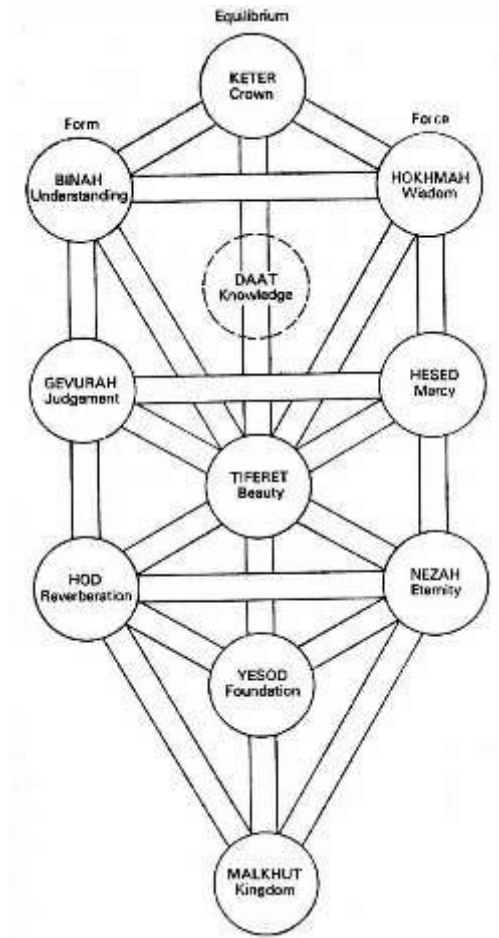 Equilibrium
KETER
Crown
Form
Force
BINAH
Understanding
HOKHMAH
Wisdom
DAAT
Knowledge
GEVURAH
Judgement
HESED
Mercy
TIFERET
Beauty
HOD
Reverberation
NEZAH
Eternity
YESOD
Foundation
MALKHUT
Kingdom